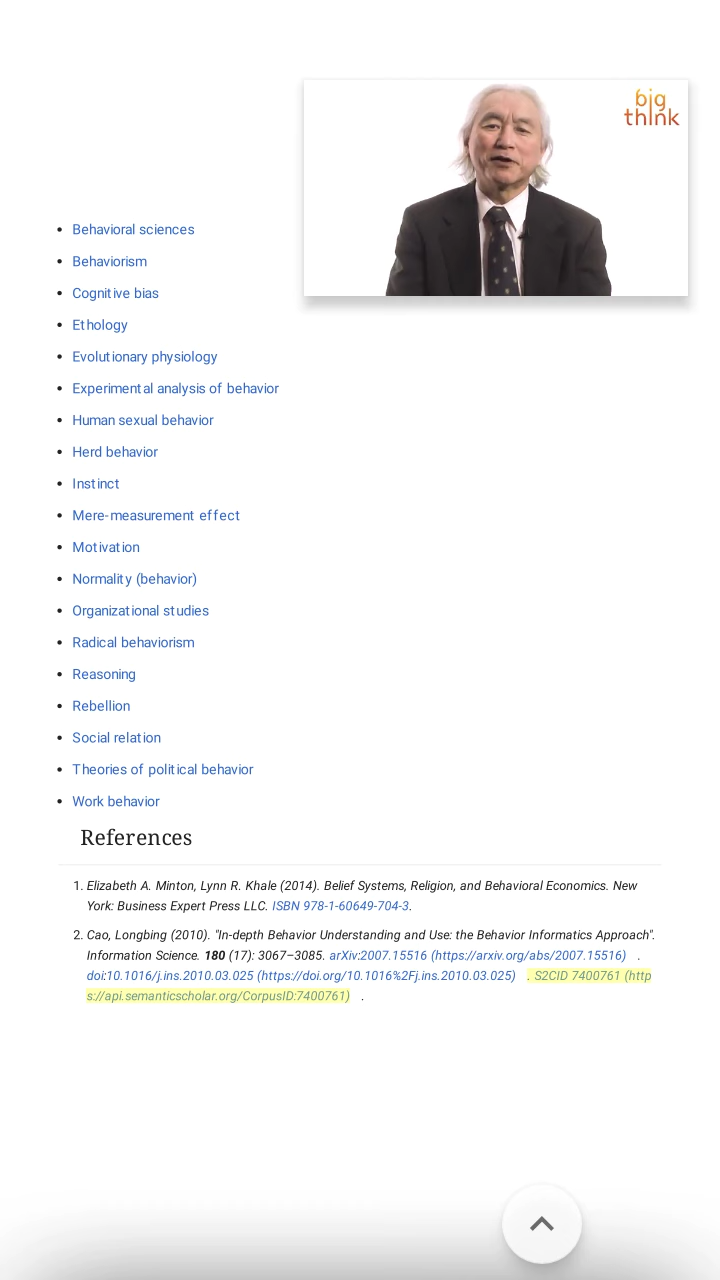 big
think
Behavioral sciences
Behaviorism
Cognitive bias
Ethology
Evolutionary physiology
Experimental analysis of behavior
Human sexual behavior
Herd behavior
Instinct
Mere-measurement effect
Motivation
Normality (behavior)
Organizational studies
Radical behaviorism
Reasoning
Rebellion
Social relation
Theories of political behavior
Work behavior
References
1. Elizabeth A. Minton, Lynn R. Khale (2014). Belief Systems, Religion, and Behavioral Economics. New
York: Business Expert Press LLC. ISBN 978-1-60649-704-3.
2. Cao, Longbing (2010). "In-depth Behavior Understanding and Use: the Behavior Informatics Approach".
Information Science. 180 (17): 3067–3085. arXiv:2007.15516 (https://arxiv.org/abs/2007.15516) .
doi:10.1016/j.ins.2010.03.025 (https://doi.org/10.1016%2Fj.ins.2010.03.025) . S2CID 7400761 (http
s://api.semanticscholar.org/CorpusID:7400761) .